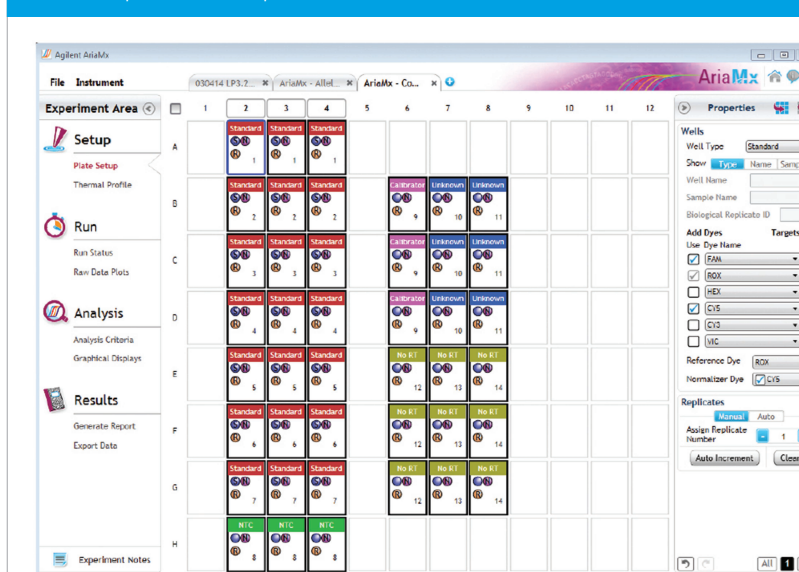 Agilent AriaMx
File Instrument
030414 LP3.2...
AriaMx - Allel...
AriaMx - Co...
AriaMx
Experiment Area
1 2 3 4 5 6 7 8 9 10 11 12
Properties
Setup
Plate Setup
Thermal Profile
Run
Run Status
Raw Data Plots
Analysis
Analysis Criteria
Graphical Displays
Results
Generate Report
Export Data
Experiment Notes
A
Standard Standard Standard
S N S N S N
R 1 R 1 R 1
B
Standard Standard Standard Calibrator Unknown Unknown
S N S N S N N N N
R 2 R 2 R 2 R 9 R 10 R 11
C
Standard Standard Standard Calibrator Unknown Unknown
S N S N S N N N N
R 3 R 3 R 3 R 9 R 10 R 11
D
Standard Standard Standard Calibrator Unknown Unknown
S N S N S N N N N
R 4 R 4 R 4 R 9 R 10 R 11
E
Standard Standard Standard No RT No RT No RT
S N S N S N N N N
R 5 R 5 R 5 R 12 R 13 R 14
F
Standard Standard Standard No RT No RT No RT
S N S N S N N N N
R 6 R 6 R 6 R 12 R 13 R 14
G
Standard Standard Standard No RT No RT No RT
S N S N S N N N N
R 7 R 7 R 7 R 12 R 13 R 14
H
NTC NTC NTC
N N N
R 8 R 8 R 8
Wells
Well Type Standard
Show Type Name Samp
Well Name
Sample Name
Biological Replicate ID
Add Dyes Targets
Use Dye Name
FAM
ROX
HEX
CY5
CY3
VIC
Reference Dye ROX
Normalizer Dye CY5
Replicates
Manual Auto
Assign Replicate
Number - 1
Auto Increment Clear
All 1